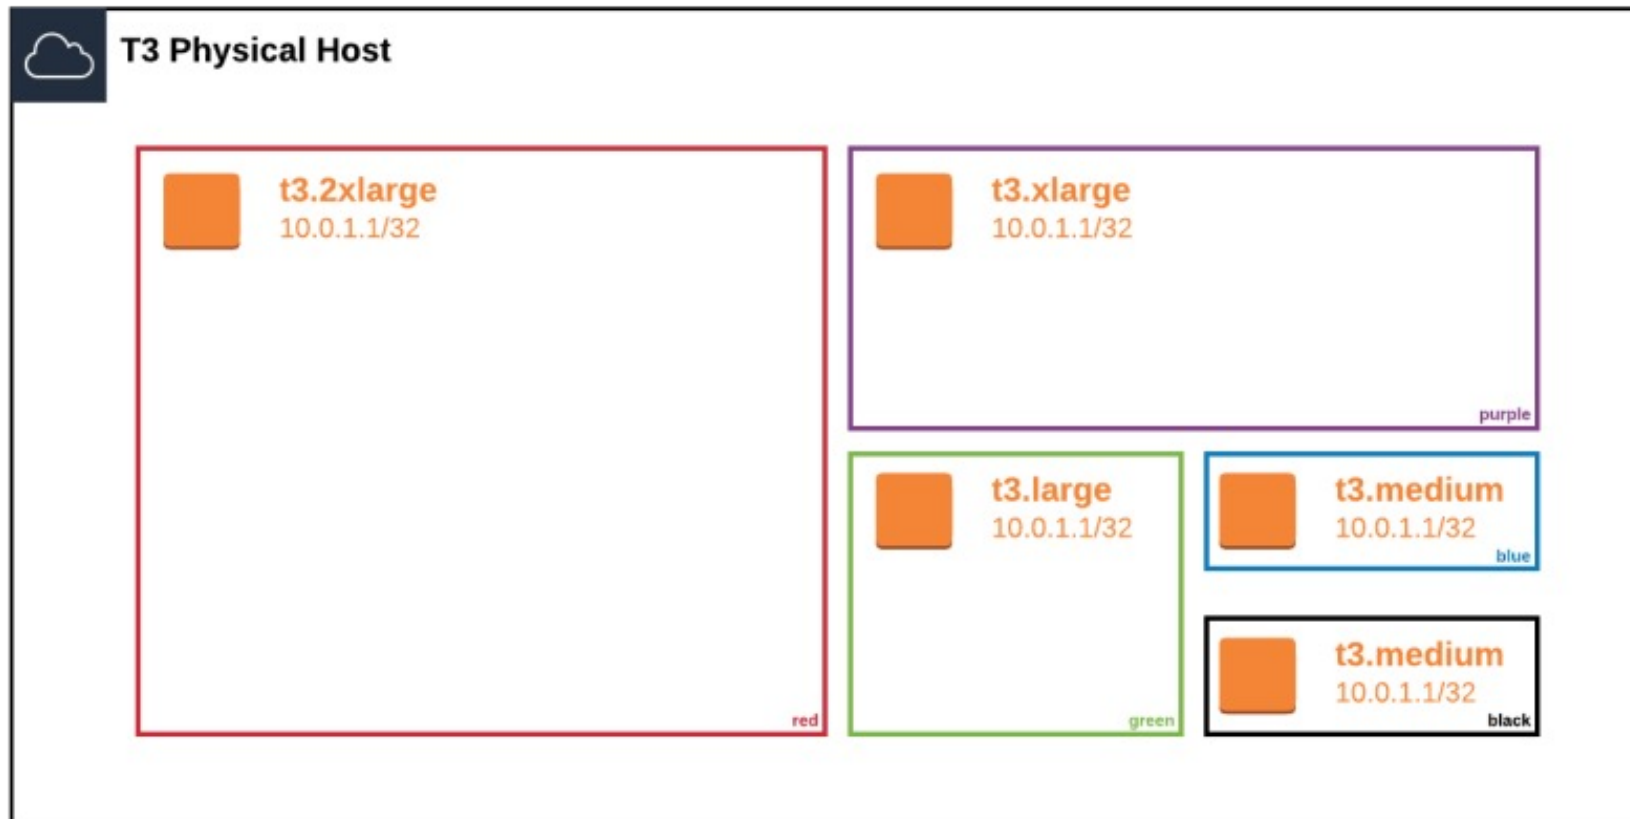 T3 Physical Host
t3.2xlarge
10.0.1.1/32
red
t3.xlarge
10.0.1.1/32
purple
t3.large
10.0.1.1/32
green
t3.medium
10.0.1.1/32
blue
t3.medium
10.0.1.1/32
black